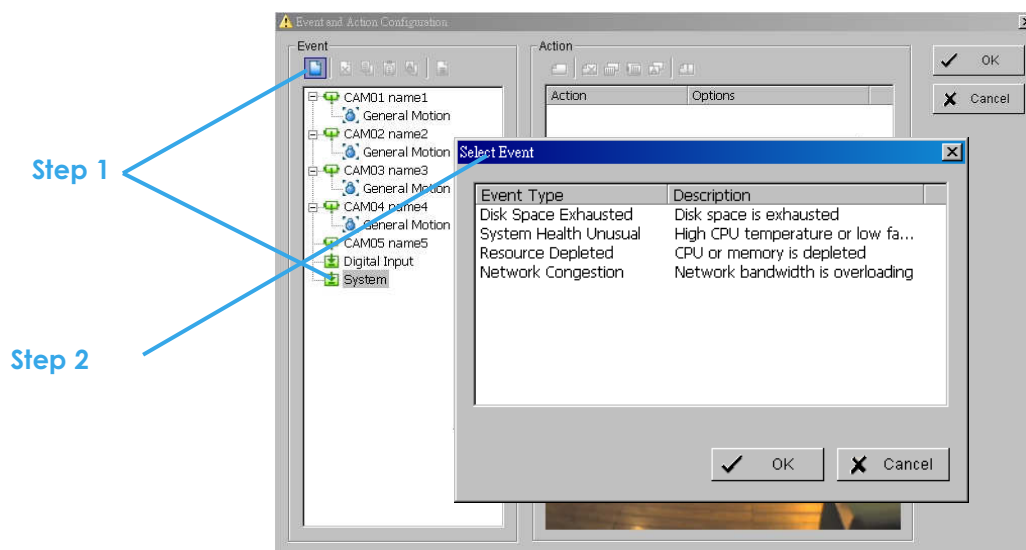 Event and Action Configuration
Event
Action
OK
Cancel
CAM01 name1
General Motion
CAM02 name2
General Motion
CAM03 name3
General Motion
CAM04 name4
General Motion
CAM05 name5
Digital Input
System
Action Options
Step 1
Step 2
Select Event
Event Type Description
Disk Space Exhausted Disk space is exhausted
System Health Unusual High CPU temperature or low fa...
Resource Depleted CPU or memory is depleted
Network Congestion Network bandwidth is overloading
OK Cancel